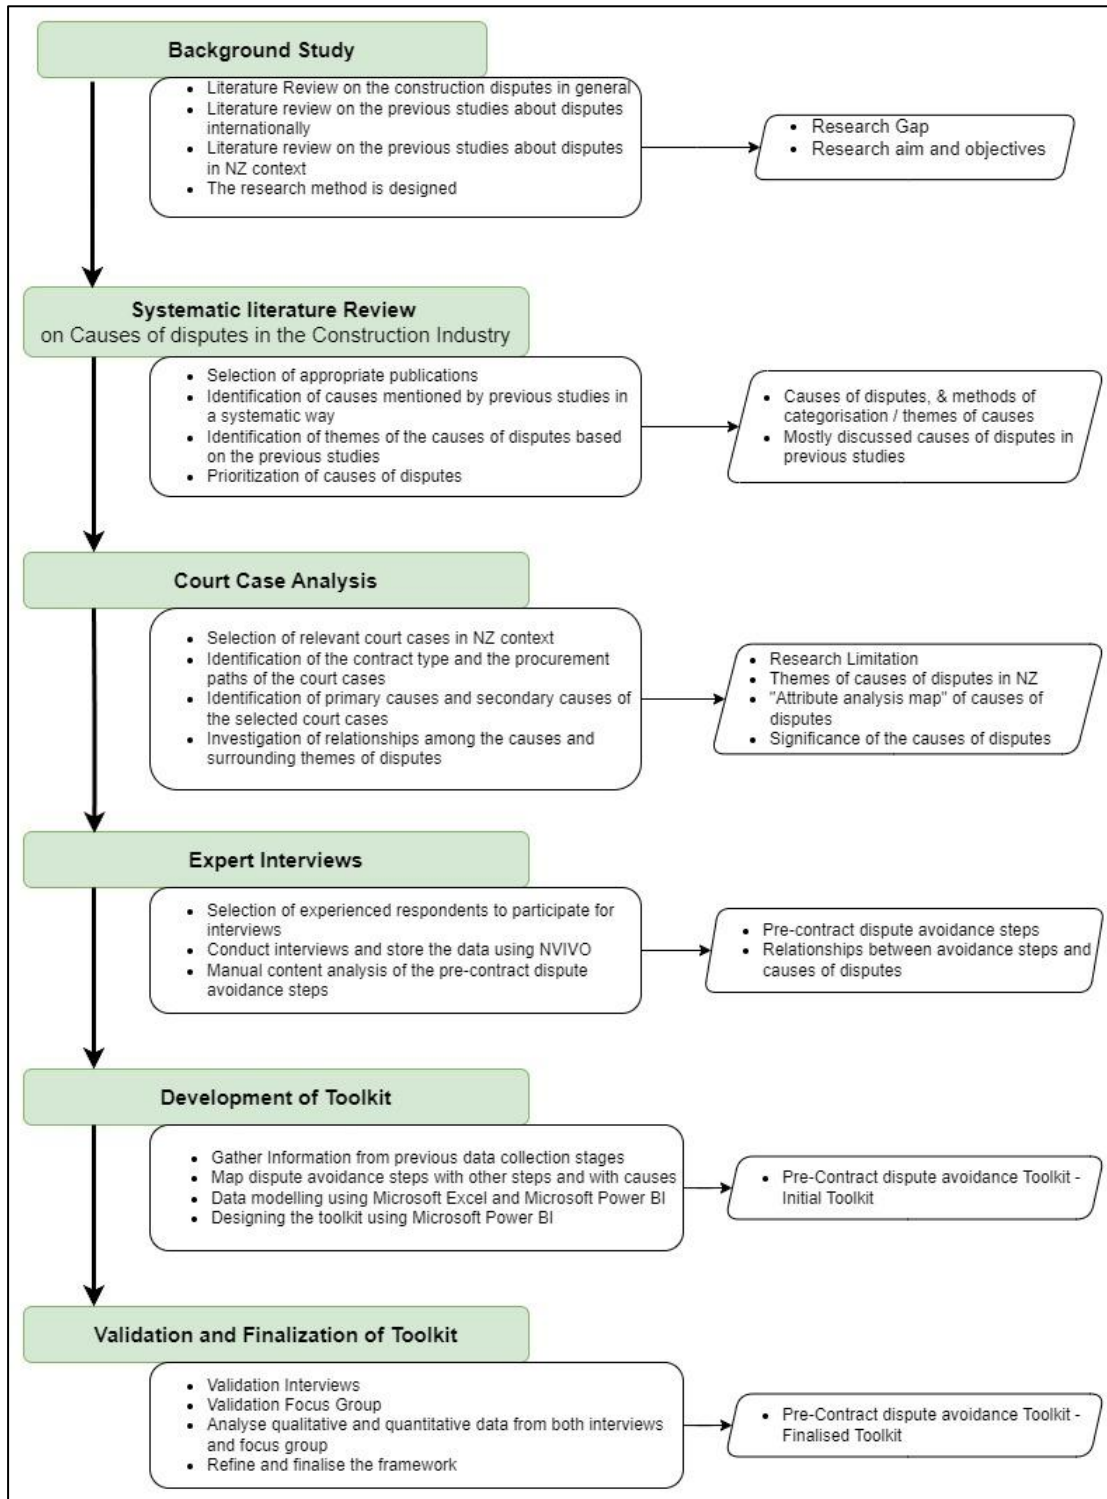 Background Study
• Literature Review on the construction disputes in general
• Literature review on the previous studies about disputes
internationally
• Literature review on the previous studies about disputes
in NZ context
• The research method is designed
• Research Gap
• Research aim and objectives
Systematic literature Review
on Causes of disputes in the Construction Industry
• Selection of appropriate publications
• Identification of causes mentioned by previous studies in
a systematic way
• Identification of themes of the causes of disputes based
on the previous studies
• Prioritization of causes of disputes
• Causes of disputes, & methods of
categorisation / themes of causes
• Mostly discussed causes of disputes in
previous studies
Court Case Analysis
• Selection of relevant court cases in NZ context
• Identification of the contract type and the procurement
paths of the court cases
• Identification of primary causes and secondary causes of
the selected court cases
• Investigation of relationships among the causes and
surrounding themes of disputes
• Research Limitation
• Themes of causes of disputes in NZ
• "Attribute analysis map" of causes of
disputes
• Significance of the causes of disputes
Expert Interviews
• Selection of experienced respondents to participate for
interviews
• Conduct interviews and store the data using NVIVO
• Manual content analysis of the pre-contract dispute
avoidance steps
• Pre-contract dispute avoidance steps
• Relationships between avoidance steps and
causes of disputes
Development of Toolkit
• Gather Information from previous data collection stages
• Map dispute avoidance steps with other steps and with causes
• Data modelling using Microsoft Excel and Microsoft Power BI
• Designing the toolkit using Microsoft Power BI
• Pre-Contract dispute avoidance Toolkit -
Initial Toolkit
Validation and Finalization of Toolkit
• Validation Interviews
• Validation Focus Group
• Analyse qualitative and quantitative data from both interviews
and focus group
• Refine and finalise the framework
• Pre-Contract dispute avoidance Toolkit -
Finalised Toolkit